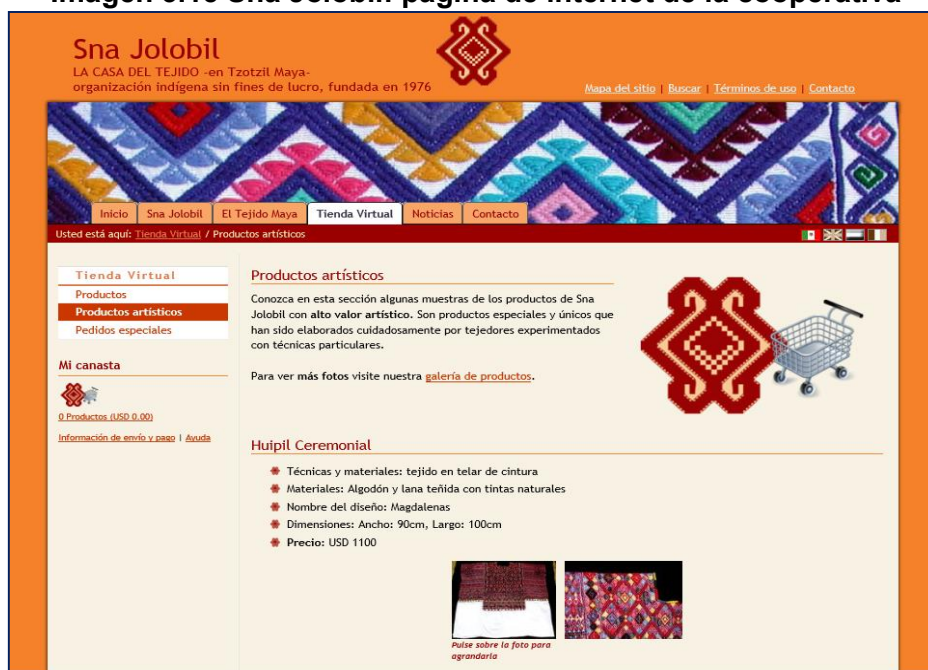 Imagen 3.10 Sna Jolobil: página de internet de la cooperativa
Sna Jolobil
LA CASA DEL TEJIDO -en Tzotzil Maya-
organización indígena sin fines de lucro, fundada en 1976
Mapa del sitio | Buscar | Términos de uso | Contacto
Inicio Sna Jolobil El Tejido Maya Tienda Virtual Noticias Contacto
Usted está aquí: Tienda Virtual / Productos artísticos
Tienda Virtual
Productos
Productos artísticos
Pedidos especiales
Mi canasta
0 Productos (USD 0.00)
Información de envío y pago | Ayuda
Productos artísticos
Conozca en esta sección algunas muestras de los productos de Sna
Jolobil con alto valor artístico. Son productos especiales y únicos que
han sido elaborados cuidadosamente por tejedores experimentados
con técnicas particulares.
Para ver más fotos visite nuestra galería de productos.
Huipil Ceremonial
Técnicas y materiales: tejido en telar de cintura
Materiales: Algodón y lana teñida con tintas naturales
Nombre del diseño: Magdalenas
Dimensiones: Ancho: 90cm, Largo: 100cm
Precio: USD 1100
Pulse sobre la foto para
agrandarla